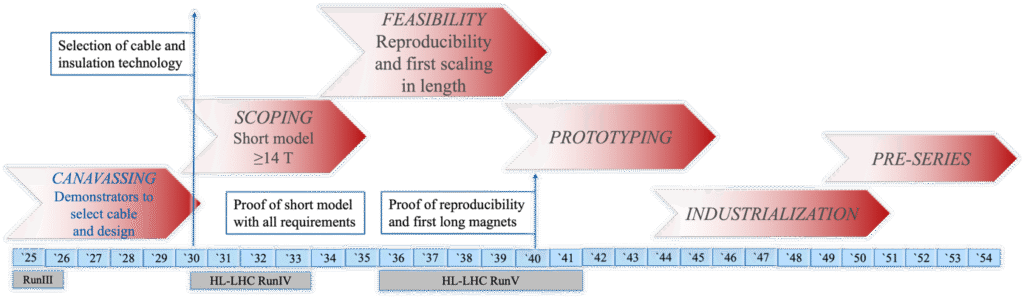 FEASIBILITY
Reproducibility
and first scaling
in length
Selection of cable and
insulation technology
SCOPING
Short model
≥14 T
PROTOTYPING
PRE-SERIES
CANAVASSING
Demonstrators to
select cable
and design
Proof of short model
with all requirements
Proof of reproducibility
and first long magnets
INDUSTRIALIZATION
`25 `26 `27 `28 `29 `30 `31 `32 `33 `34 `35 `36 `37 `38 `39 `40 `41 `42 `43 `44 `45 `46 `47 `48 `49 `50 `51 `52 `53 `54
RunIII HL-LHC RunIV HL-LHC RunV